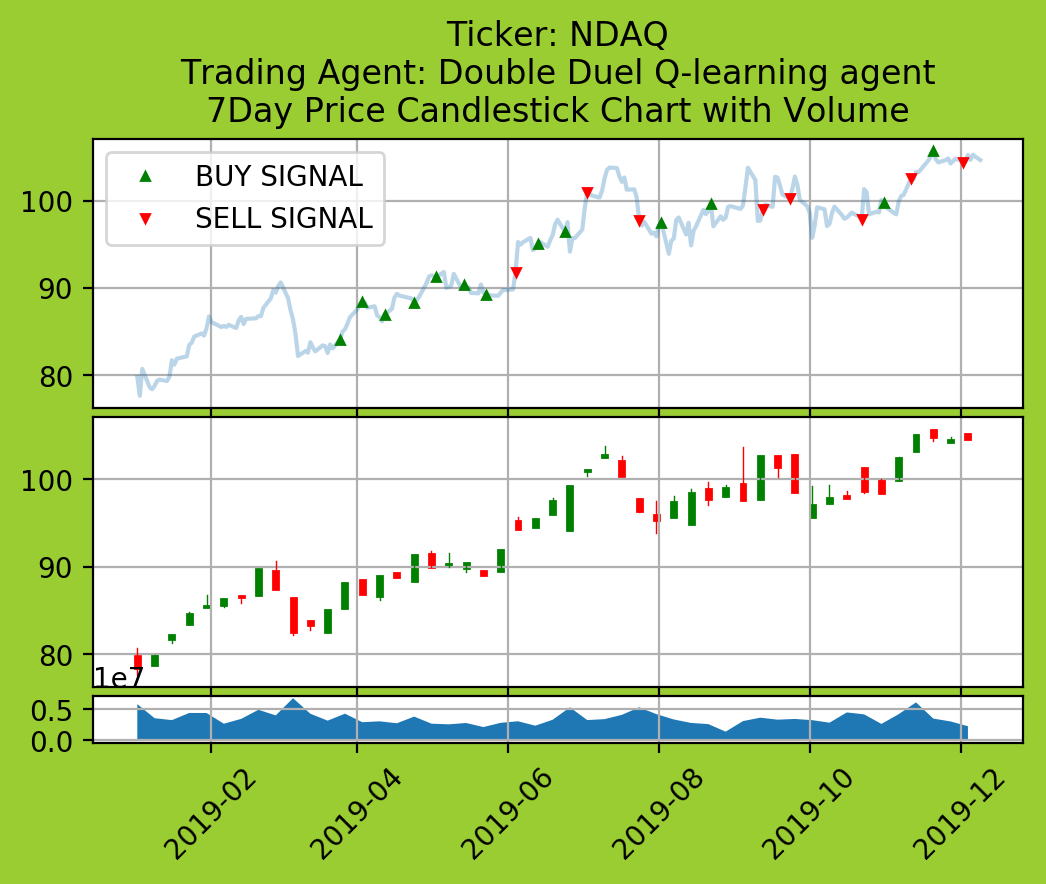 Ticker: NDAQ
Trading Agent: Double Duel Q-learning agent
7Day Price Candlestick Chart with Volume
BUY SIGNAL
SELL SIGNAL
100
90
80
100
90
80
1e7
0.5
0.0
2019-02
2019-04
2019-06
2019-08
2019-10
2019-12